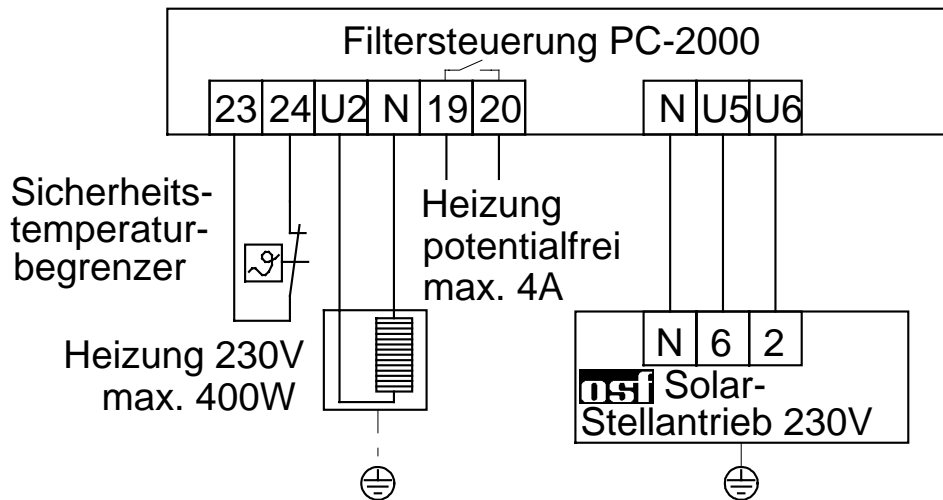 Filtersteuerung PC-2000
23 24 U2 N 19 20 N U5 U6
Sicherheits-
temperatur-
begrenzer
Heizung
potentialfrei
max. 4A
Heizung 230V
max. 400W
N 6 2
osf Solar-
Stellantrieb 230V